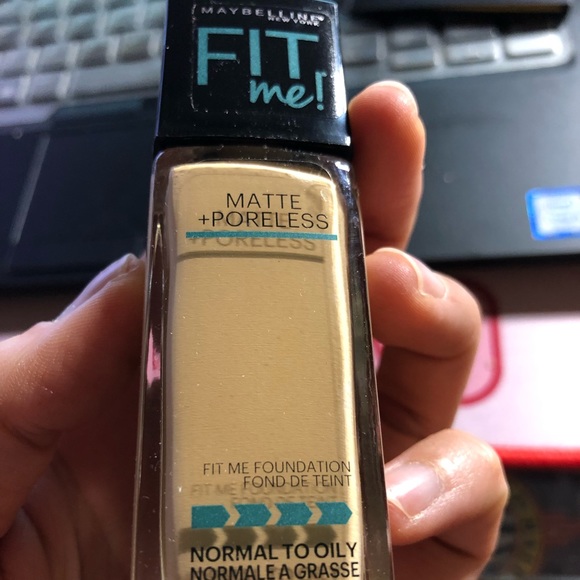 MAYBELLINE
NEW YORK
FIT
me!
MATTE
+PORELESS
FIT ME FOUNDATION
FOND DE TEINT
NORMAL TO OILY
NORMALE A GRASSE